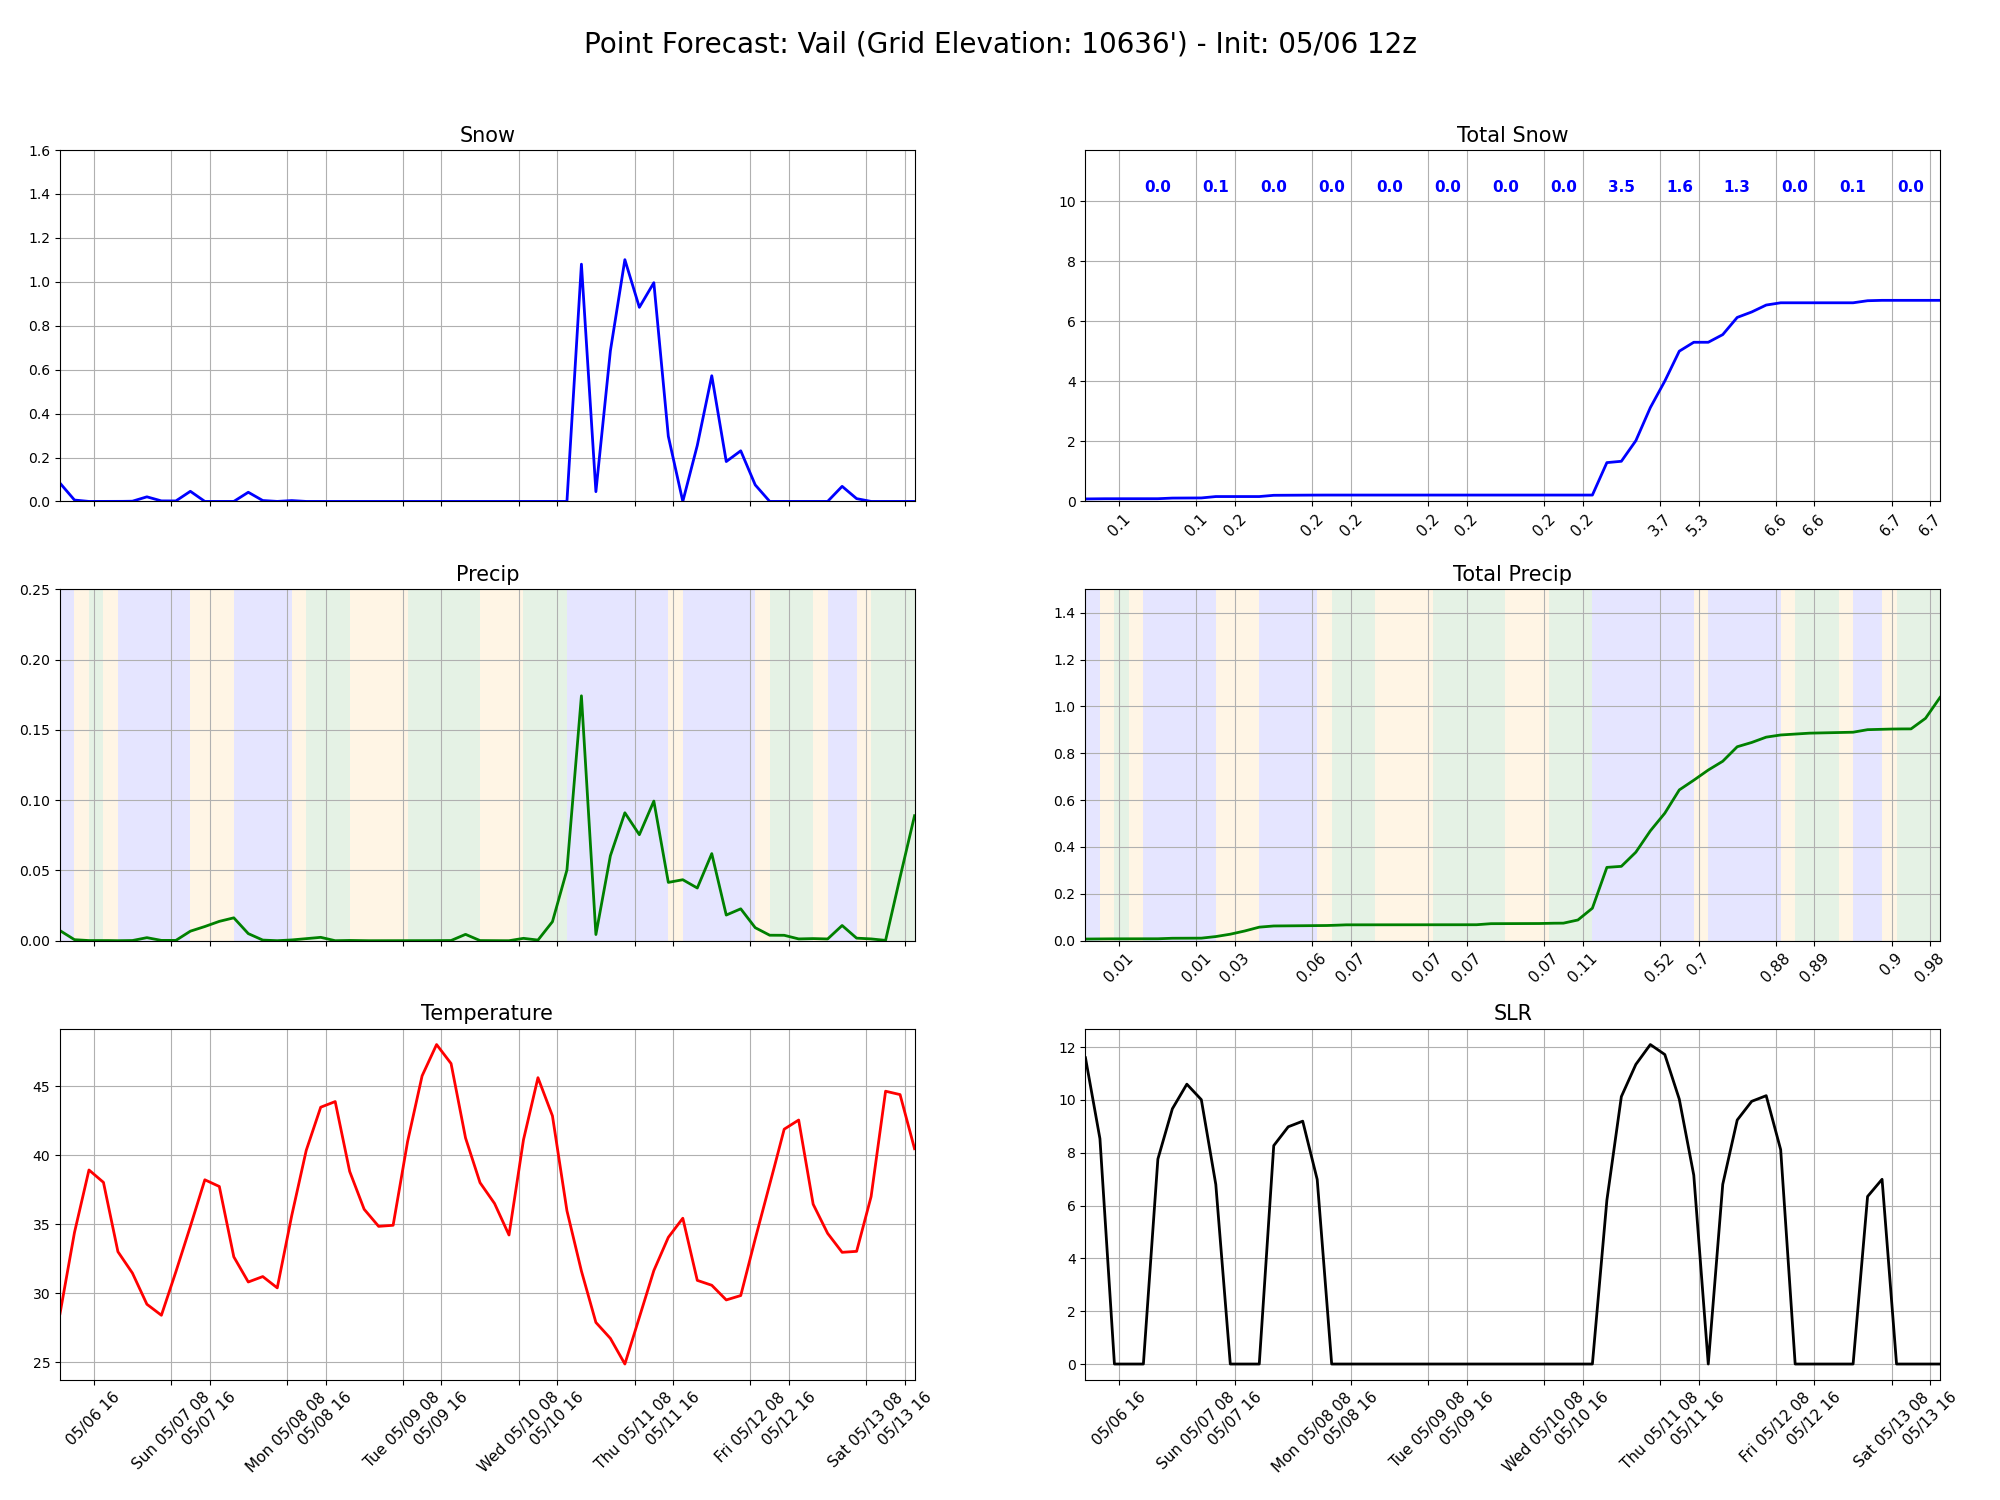 Point Forecast: Vail (Grid Elevation: 10636') - Init: 05/06 12z
Snow
1.6
1.4
1.2
1.0
0.8
0.6
0.4
0.2
0.0
Total Snow
0.0 0.1 0.0 0.0 0.0 0.0 0.0 0.0 3.5 1.6 1.3 0.0 0.1 0.0
10
8
6
4
2
0
0.1 0.1 0.2 0.2 0.2 0.2 0.2 0.2 0.2 3.7 5.3 6.6 6.6 6.7 6.7
Precip
0.25
0.20
0.15
0.10
0.05
0.00
Total Precip
1.4
1.2
1.0
0.8
0.6
0.4
0.2
0.0
0.01 0.01 0.03 0.06 0.07 0.07 0.07 0.07 0.11 0.52 0.7 0.88 0.89 0.9 0.98
Temperature
45
40
35
30
25
05/06 16
Sun 05/07 08
05/07 16
Mon 05/08 08
05/08 16
Tue 05/09 08
05/09 16
Wed 05/10 08
05/10 16
Thu 05/11 08
05/11 16
Fri 05/12 08
05/12 16
Sat 05/13 08
05/13 16
SLR
12
10
8
6
4
2
0
05/06 16
Sun 05/07 08
05/07 16
Mon 05/08 08
05/08 16
Tue 05/09 08
05/09 16
Wed 05/10 08
05/10 16
Thu 05/11 08
05/11 16
Fri 05/12 08
05/12 16
Sat 05/13 08
05/13 16